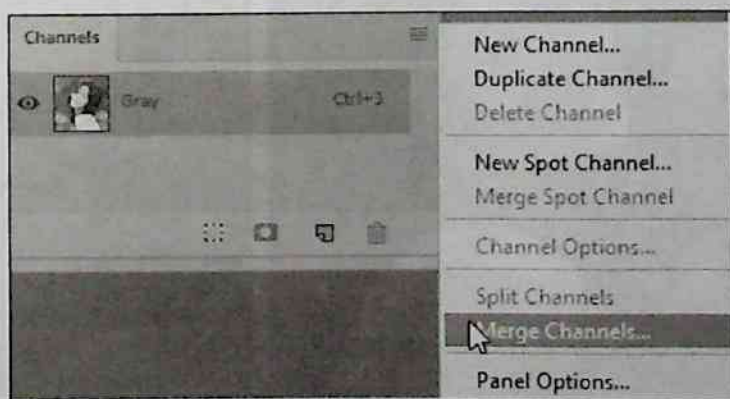 Channels
Gray Ctrl+3
New Channel...
Duplicate Channel...
Delete Channel
New Spot Channel...
Merge Spot Channel
Channel Options...
Split Channels
Merge Channels...
Panel Options...